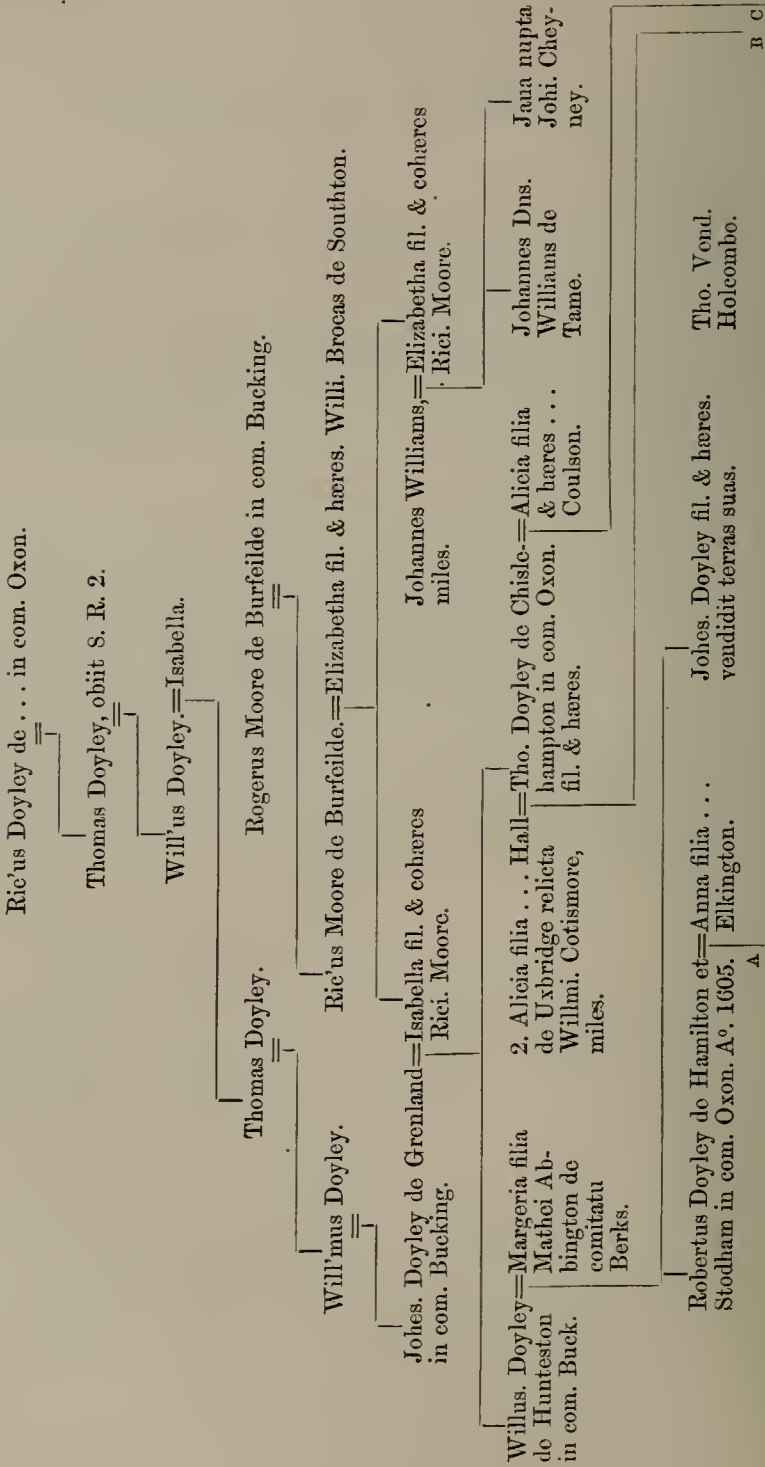 Ric'us Doyley de . . . in com. Oxon.
Thomas Doyley, obiit S. R. 2.
Will'us Doyley.=Isabella.
Thomas Doyley.
Rogerus Moore de Burfeilde in com. Bucking.
Will'mus Doyley.
Ric'us Moore de Burfeilde.=Elizabetha fil. & hæres. Willi. Brocas de Southton.
Johes. Doyley de Grenland=Isabella fil. & cohæres
in com. Bucking.
Rici. Moore.
Johannes Williams,=Elizabetha fil. & cohæres
miles.
Rici. Moore.
Willus. Doyley=Margeria filia
de Hunteston
in com. Buck.
Mathei Ab-
bington de
comitatu
Berks.
2. Alicia filia . . . Hall=Tho. Doyley de Chisle-=Alicia filia
de Uxbridge relicta
Willmi. Cotismore,
miles.
hampton in com. Oxon.
fil. & hæres.
& hæres . . .
Coulson.
Johannes Dns.
Williams de
Tame.
Jaua nupta
Johi. Chey-
ney.
Robertus Doyley de Hamilton et=Anna filia . . .
Stodham in com. Oxon. Aº. 1605.
Elkington.
Johes. Doyley fil. & hæres.
vendidit terras suas.
Tho. Vend.
Holcombe.
A
B
C